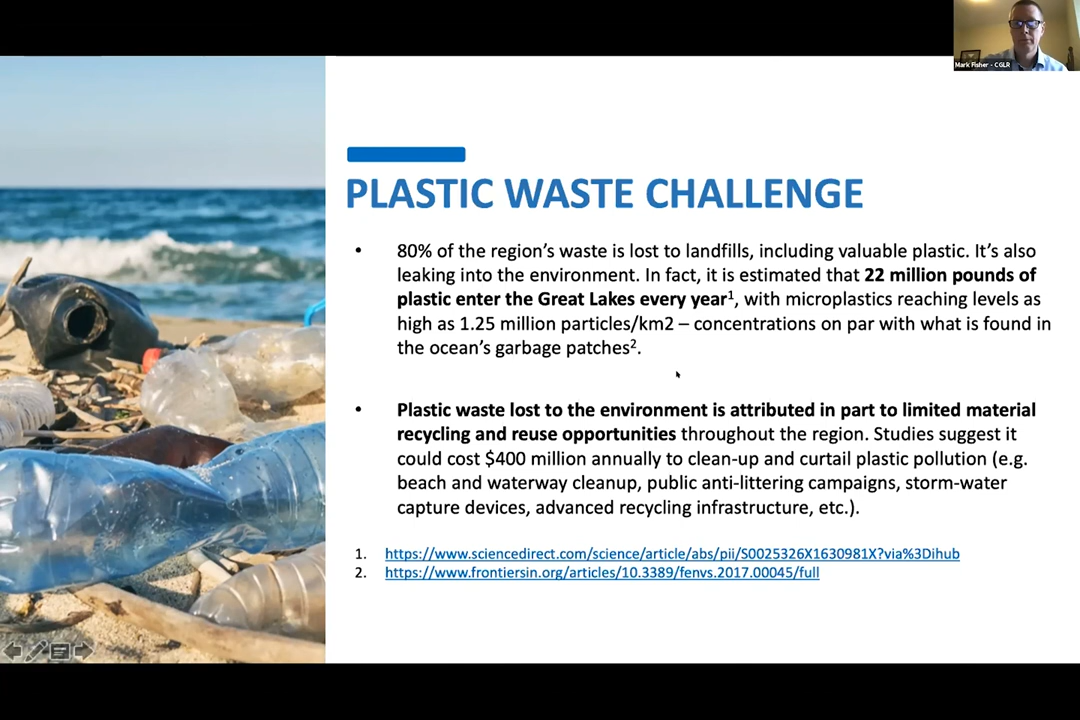 Mark Fisher - CGLR
PLASTIC WASTE CHALLENGE
• 80% of the region's waste is lost to landfills, including valuable plastic. It's also
leaking into the environment. In fact, it is estimated that 22 million pounds of
plastic enter the Great Lakes every year1, with microplastics reaching levels as
high as 1.25 million particles/km2 – concentrations on par with what is found in
the ocean's garbage patches2.
• Plastic waste lost to the environment is attributed in part to limited material
recycling and reuse opportunities throughout the region. Studies suggest it
could cost $400 million annually to clean-up and curtail plastic pollution (e.g.
beach and waterway cleanup, public anti-littering campaigns, storm-water
capture devices, advanced recycling infrastructure, etc.).
1. https://www.sciencedirect.com/science/article/abs/pii/S0025326X1630981X?via%3Dihub
2. https://www.frontiersin.org/articles/10.3389/fenvs.2017.00045/full